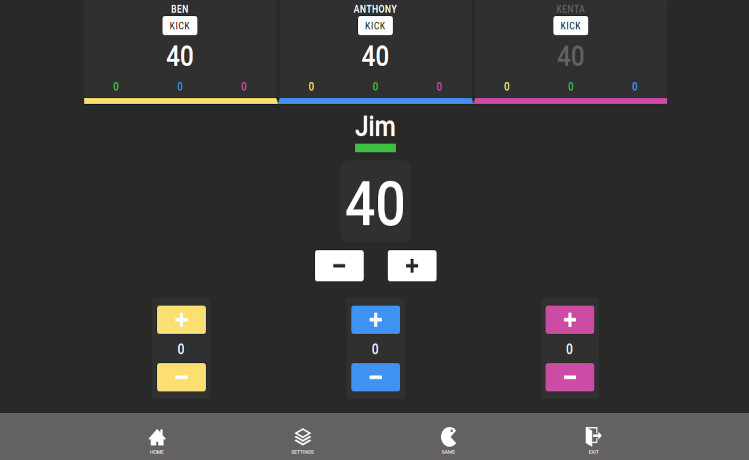 BEN ANTHONY KENTA
KICK KICK KICK
40 40 40
0 0 0 0 0 0 0 0 0
Jim
40
− +
+ + +
0 0 0
− − −
HOME SETTINGS GAME EXIT